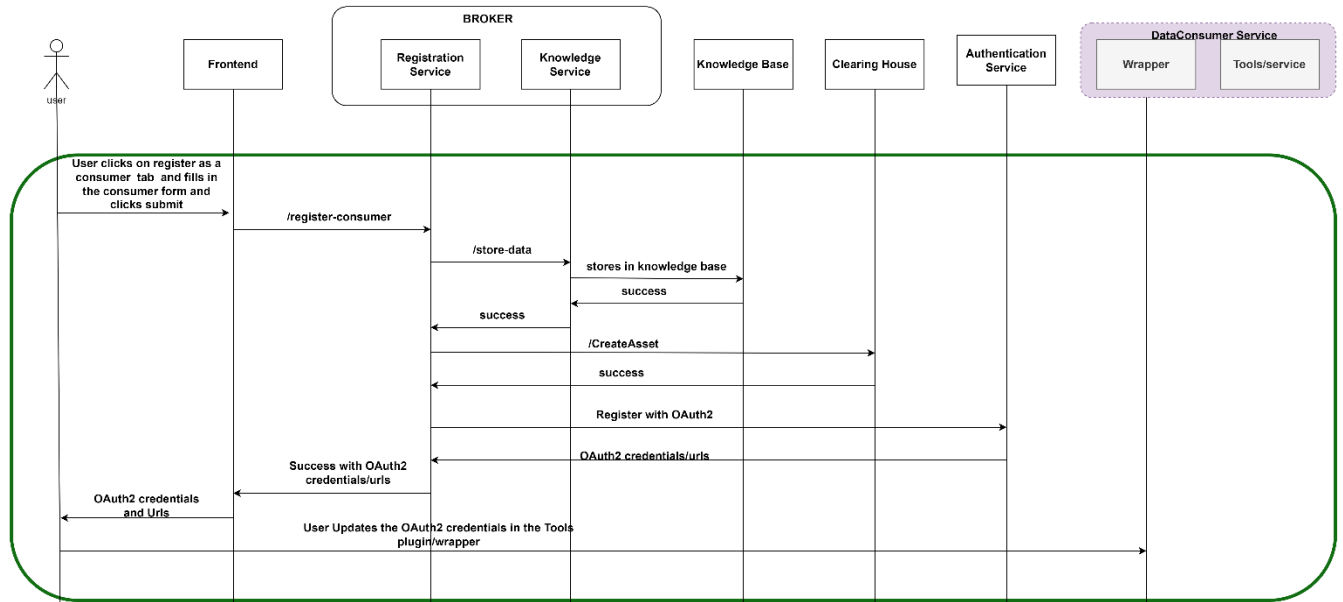 BROKER
DataConsumer Service
user
Frontend
Registration
Service
Knowledge
Service
Knowledge Base
Clearing House
Authentication
Service
Wrapper
Tools/service
User clicks on register as a
consumer tab and fills in
the consumer form and
clicks submit
/register-consumer
/store-data
stores in knowledge base
success
success
/CreateAsset
success
Register with OAuth2
OAuth2 credentials/urls
Success with OAuth2
credentials/urls
OAuth2 credentials
and Urls
User Updates the OAuth2 credentials in the Tools
plugin/wrapper